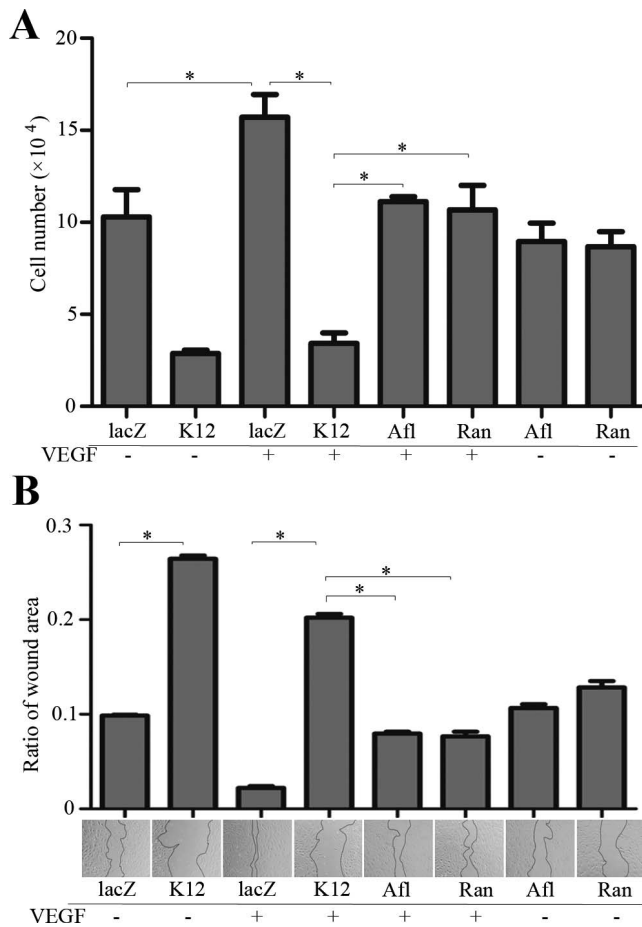 A
20
15
10
5
0
Cell number (×10⁴)
* *
*
*
lacZ K12 lacZ K12 Afl Ran Afl Ran
VEGF - - + + + + - -
B
0.3
0.2
0.1
0
Ratio of wound area
* *
*
*
lacZ K12 lacZ K12 Afl Ran Afl Ran
VEGF - - + + + + - -